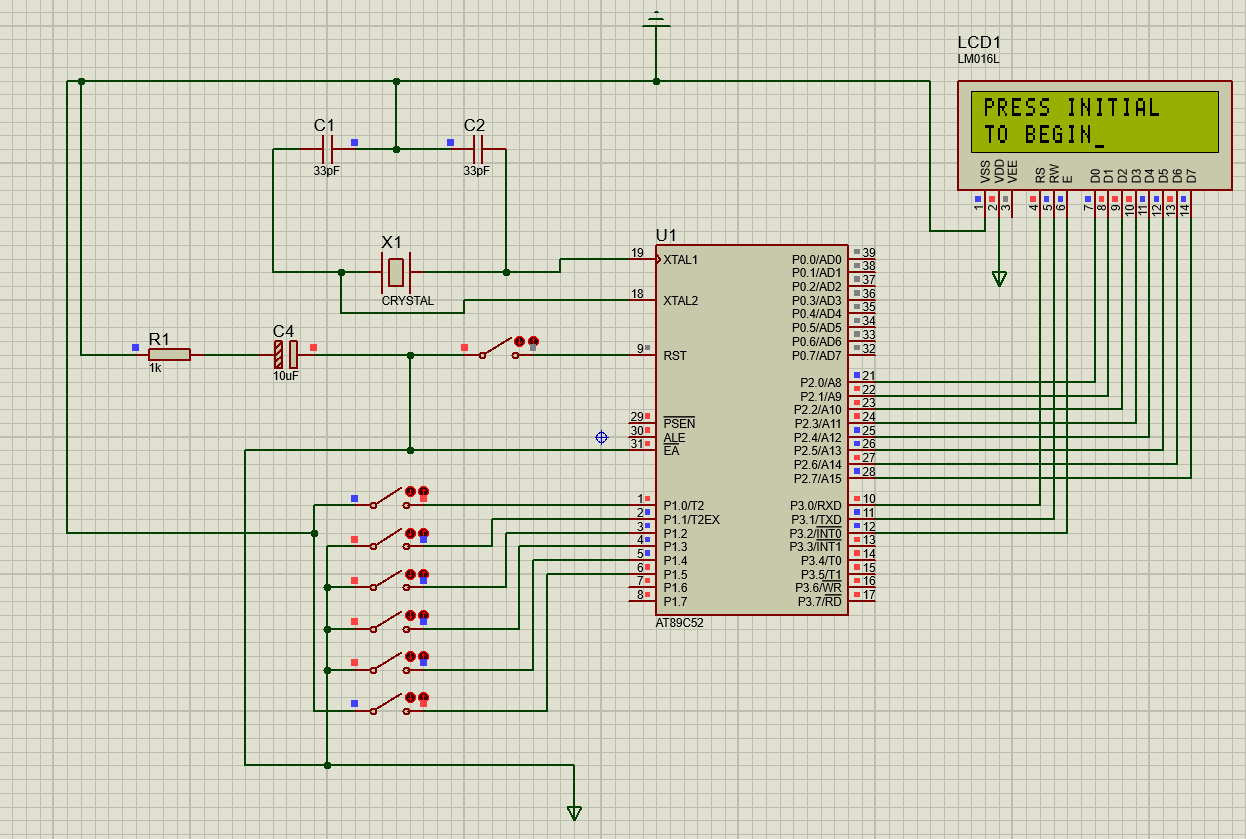 LCD1
LM016L
PRESS INITIAL
TO BEGIN_
VSS
VDD
VEE
RS
RW
E
D0
D1
D2
D3
D4
D5
D6
D7
1
2
3
4
5
6
7
8
9
10
11
12
13
14
C1
33pF
C2
33pF
X1
CRYSTAL
R1
1k
C4
10uF
U1
19 XTAL1
18 XTAL2
9 RST
29 PSEN
30 ALE
31 EA
1 P1.0/T2
2 P1.1/T2EX
3 P1.2
4 P1.3
5 P1.4
6 P1.5
7 P1.6
8 P1.7
P0.0/AD0 39
P0.1/AD1 38
P0.2/AD2 37
P0.3/AD3 36
P0.4/AD4 35
P0.5/AD5 34
P0.6/AD6 33
P0.7/AD7 32
P2.0/A8 21
P2.1/A9 22
P2.2/A10 23
P2.3/A11 24
P2.4/A12 25
P2.5/A13 26
P2.6/A14 27
P2.7/A15 28
P3.0/RXD 10
P3.1/TXD 11
P3.2/INT0 12
P3.3/INT1 13
P3.4/T0 14
P3.5/T1 15
P3.6/WR 16
P3.7/RD 17
AT89C52